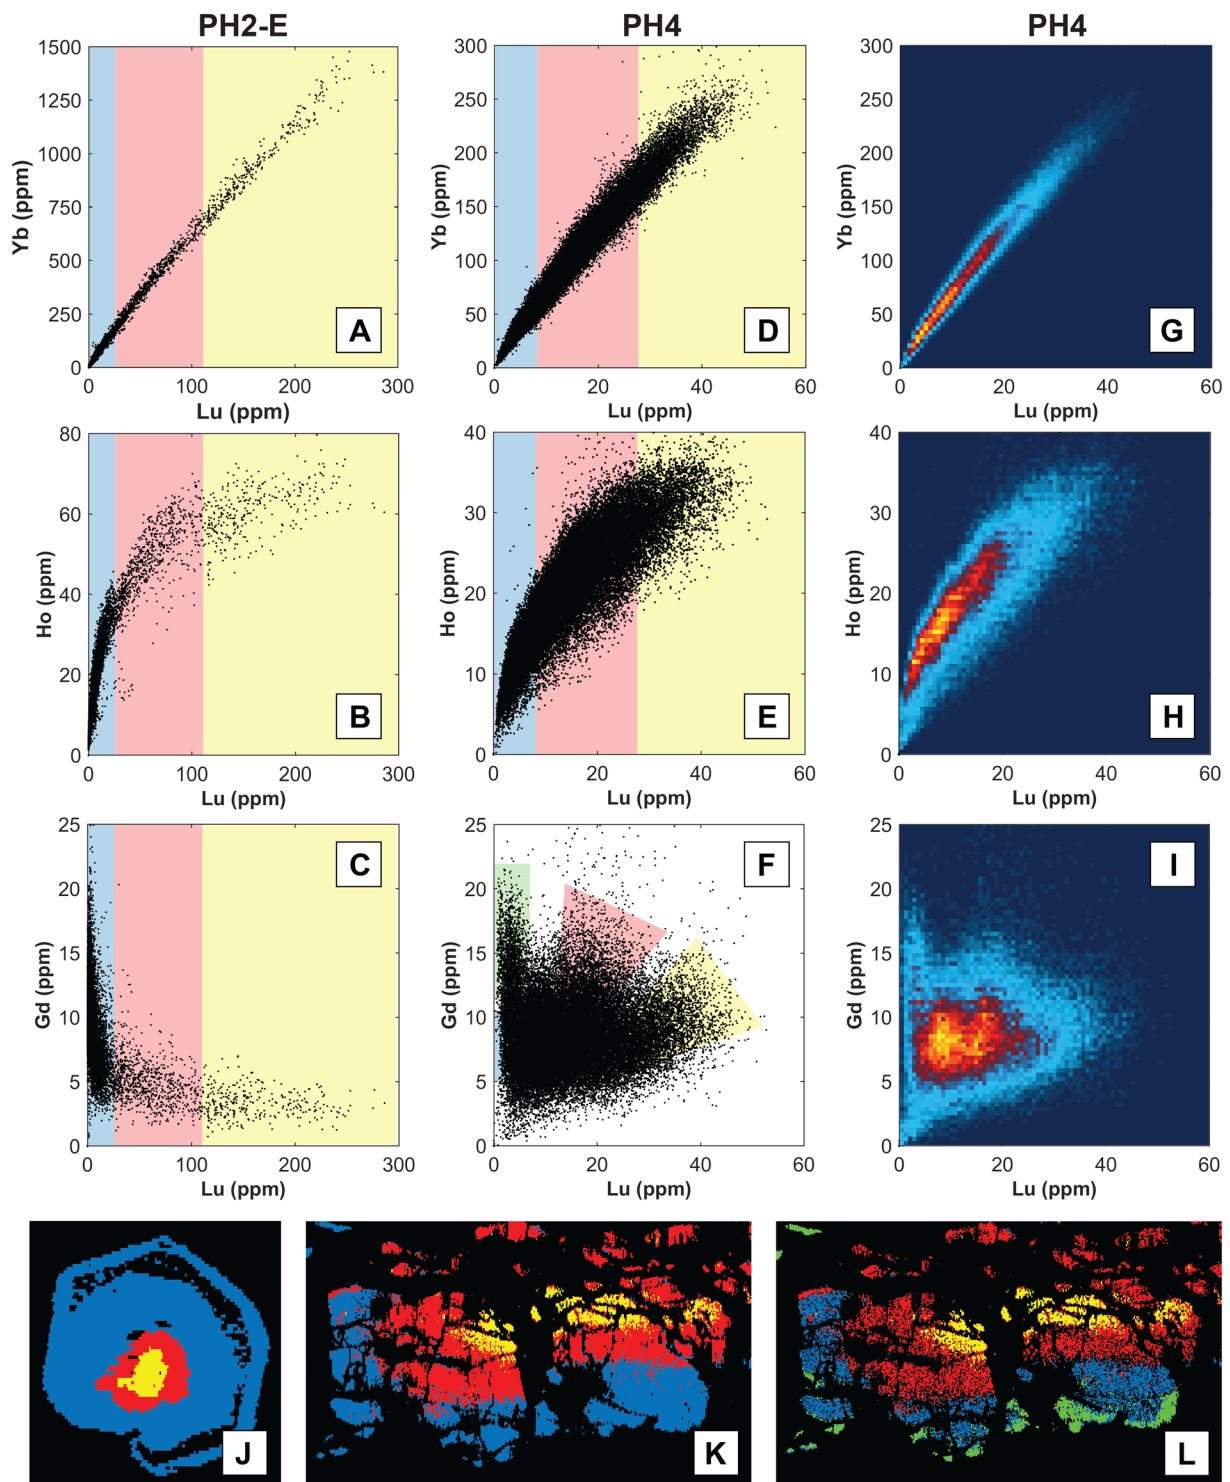 PH2-E PH4 PH4
1500
1250
1000
750
500
250
0
Yb (ppm)
0 100 200 300
Lu (ppm)
A
300
250
200
150
100
50
0
Yb (ppm)
0 20 40 60
Lu (ppm)
D
300
250
200
150
100
50
0
Yb (ppm)
0 20 40 60
Lu (ppm)
G
80
60
40
20
0
Ho (ppm)
0 100 200 300
Lu (ppm)
B
40
30
20
10
0
Ho (ppm)
0 20 40 60
Lu (ppm)
E
40
30
20
10
0
Ho (ppm)
0 20 40 60
Lu (ppm)
H
25
20
15
10
5
0
Gd (ppm)
0 100 200 300
Lu (ppm)
C
25
20
15
10
5
0
Gd (ppm)
0 20 40 60
Lu (ppm)
F
25
20
15
10
5
0
Gd (ppm)
0 20 40 60
Lu (ppm)
I
J
K
L